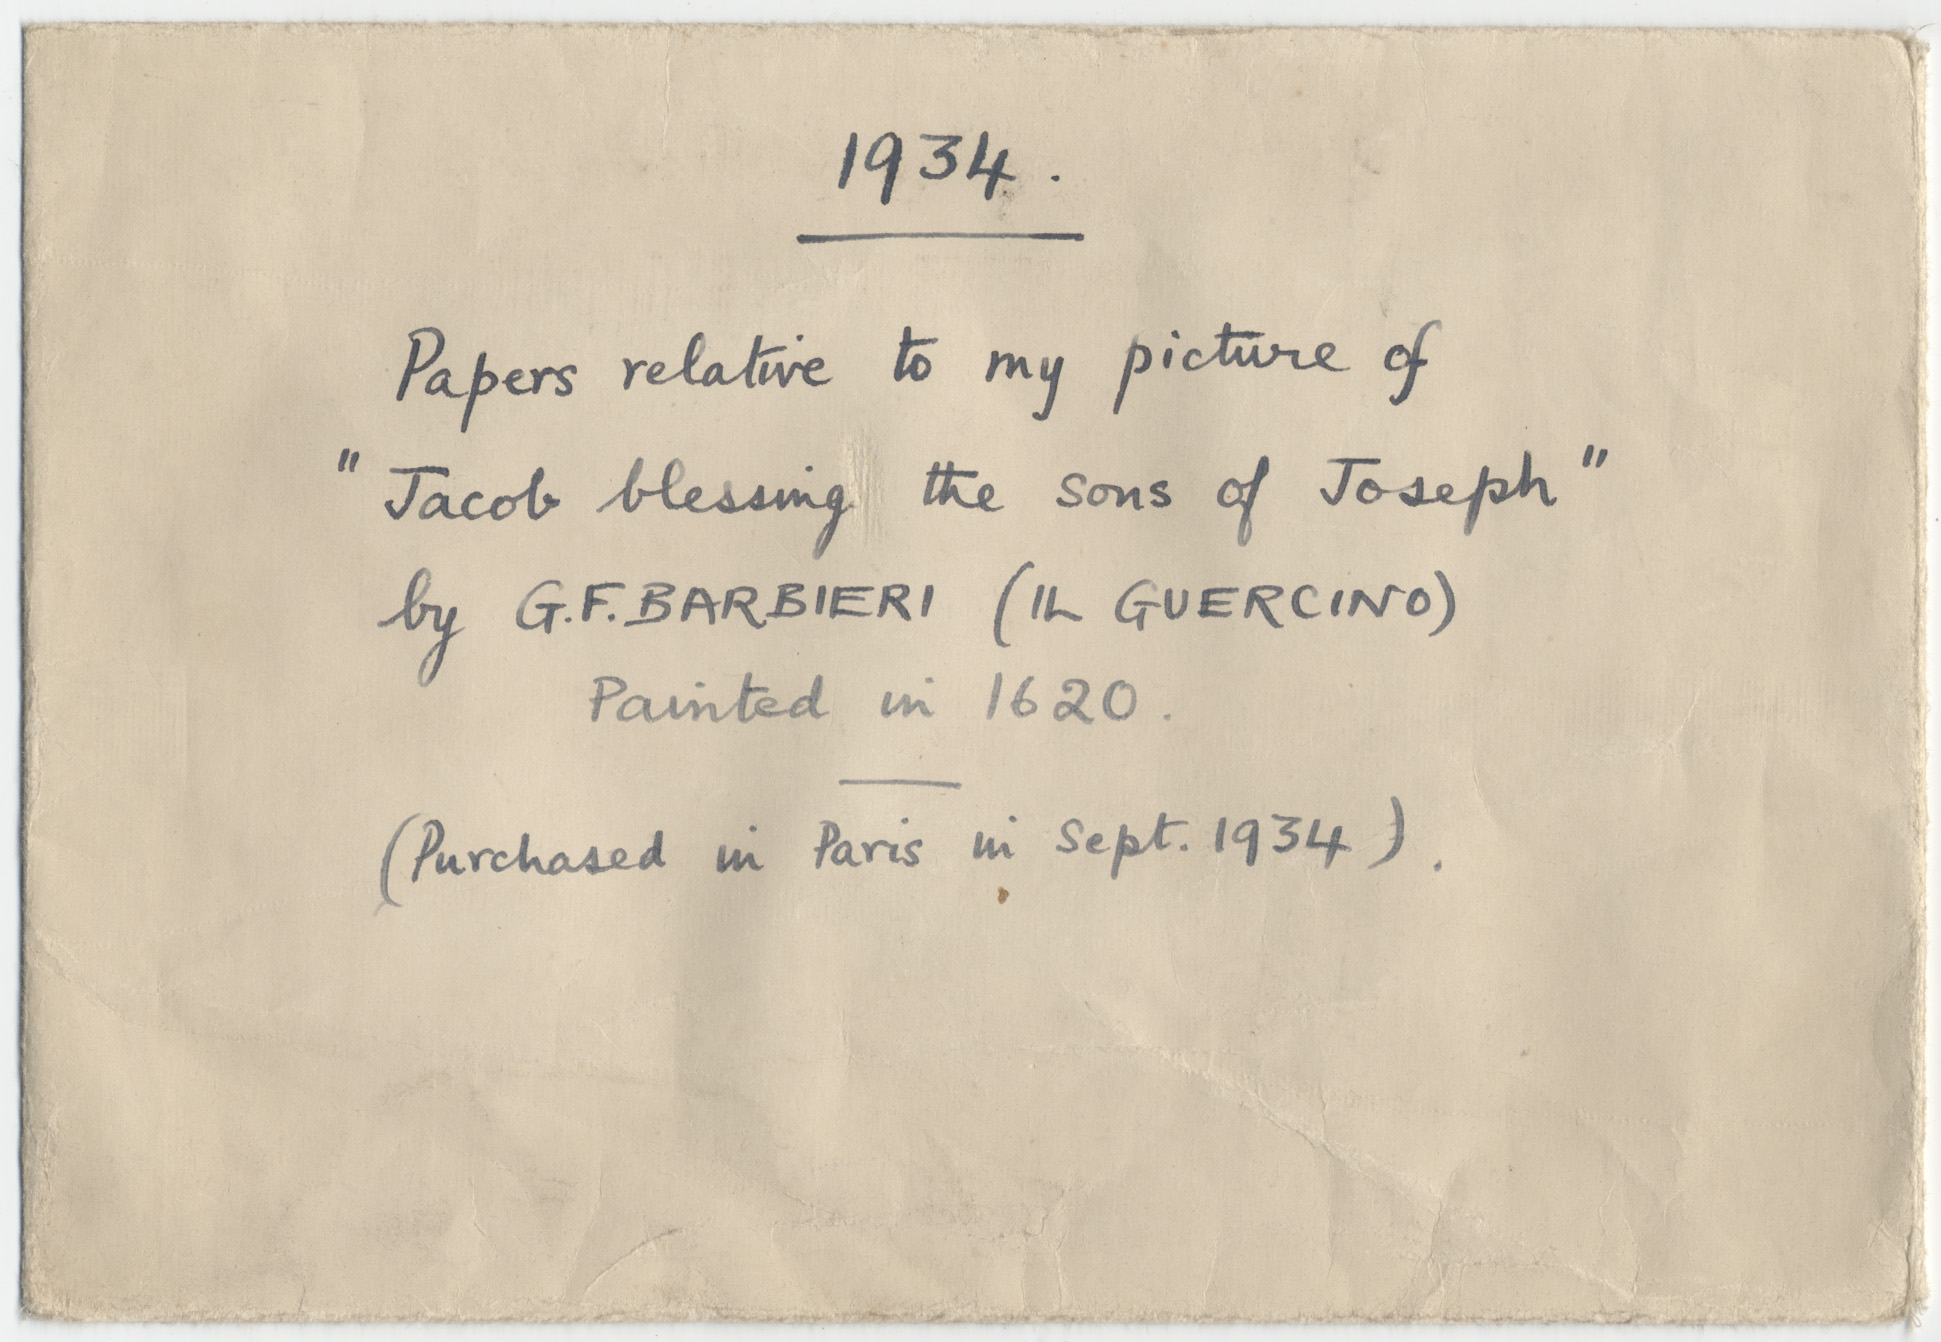 1934.
Papers relative to my picture of
"Jacob blessing the sons of Joseph"
by G.F. BARBIERI (IL GUERCINO)
Painted in 1620.
(Purchased in Paris in Sept. 1934).